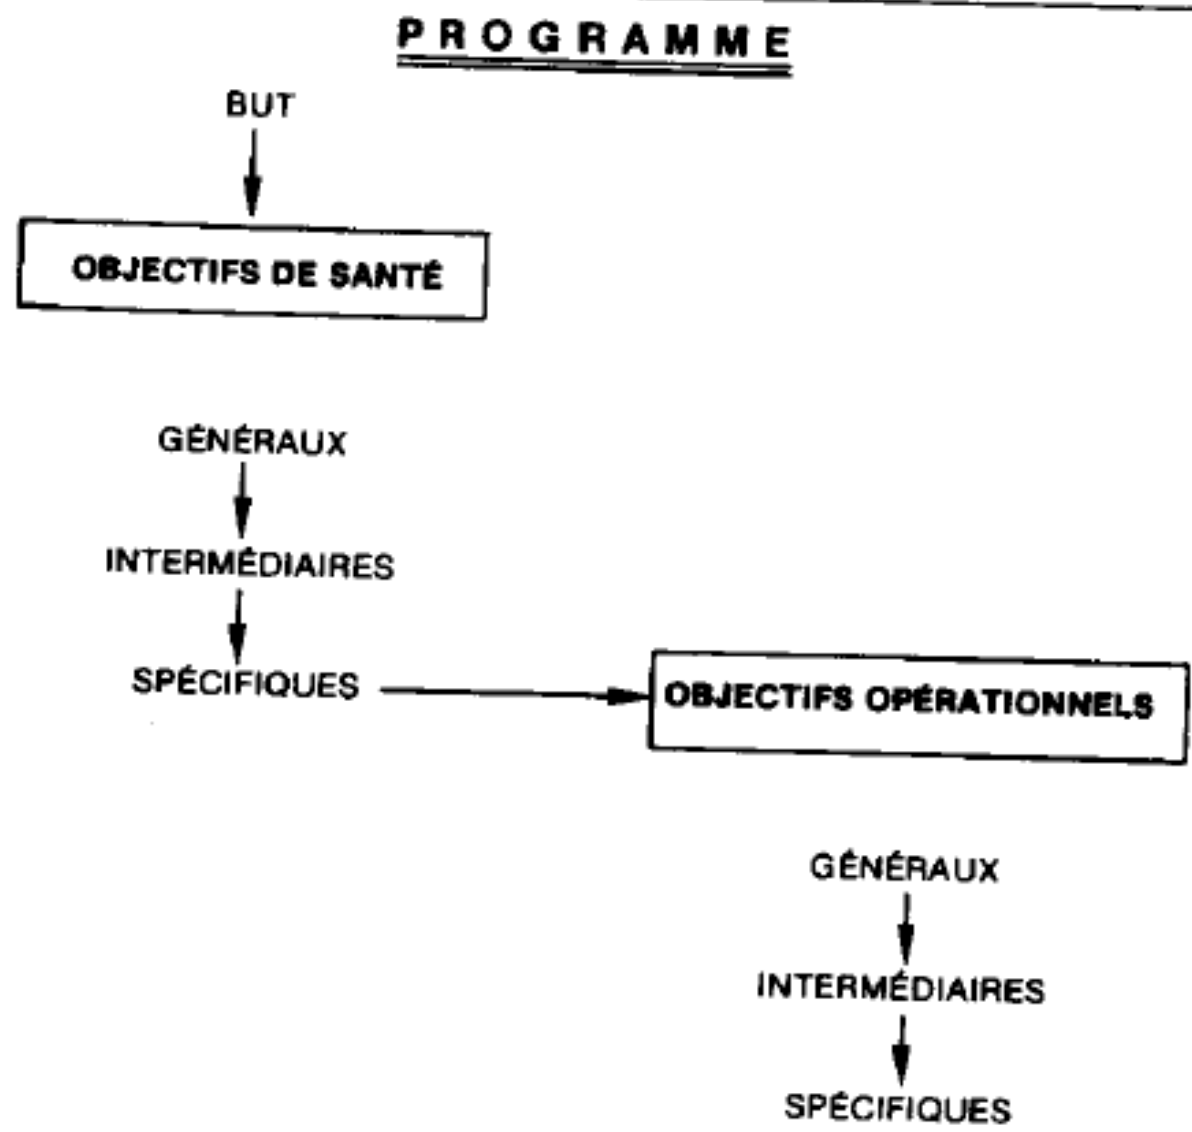 PROGRAMME
BUT
OBJECTIFS DE SANTÉ
GÉNÉRAUX
INTERMÉDIAIRES
SPÉCIFIQUES
OBJECTIFS OPÉRATIONNELS
GÉNÉRAUX
INTERMÉDIAIRES
SPÉCIFIQUES